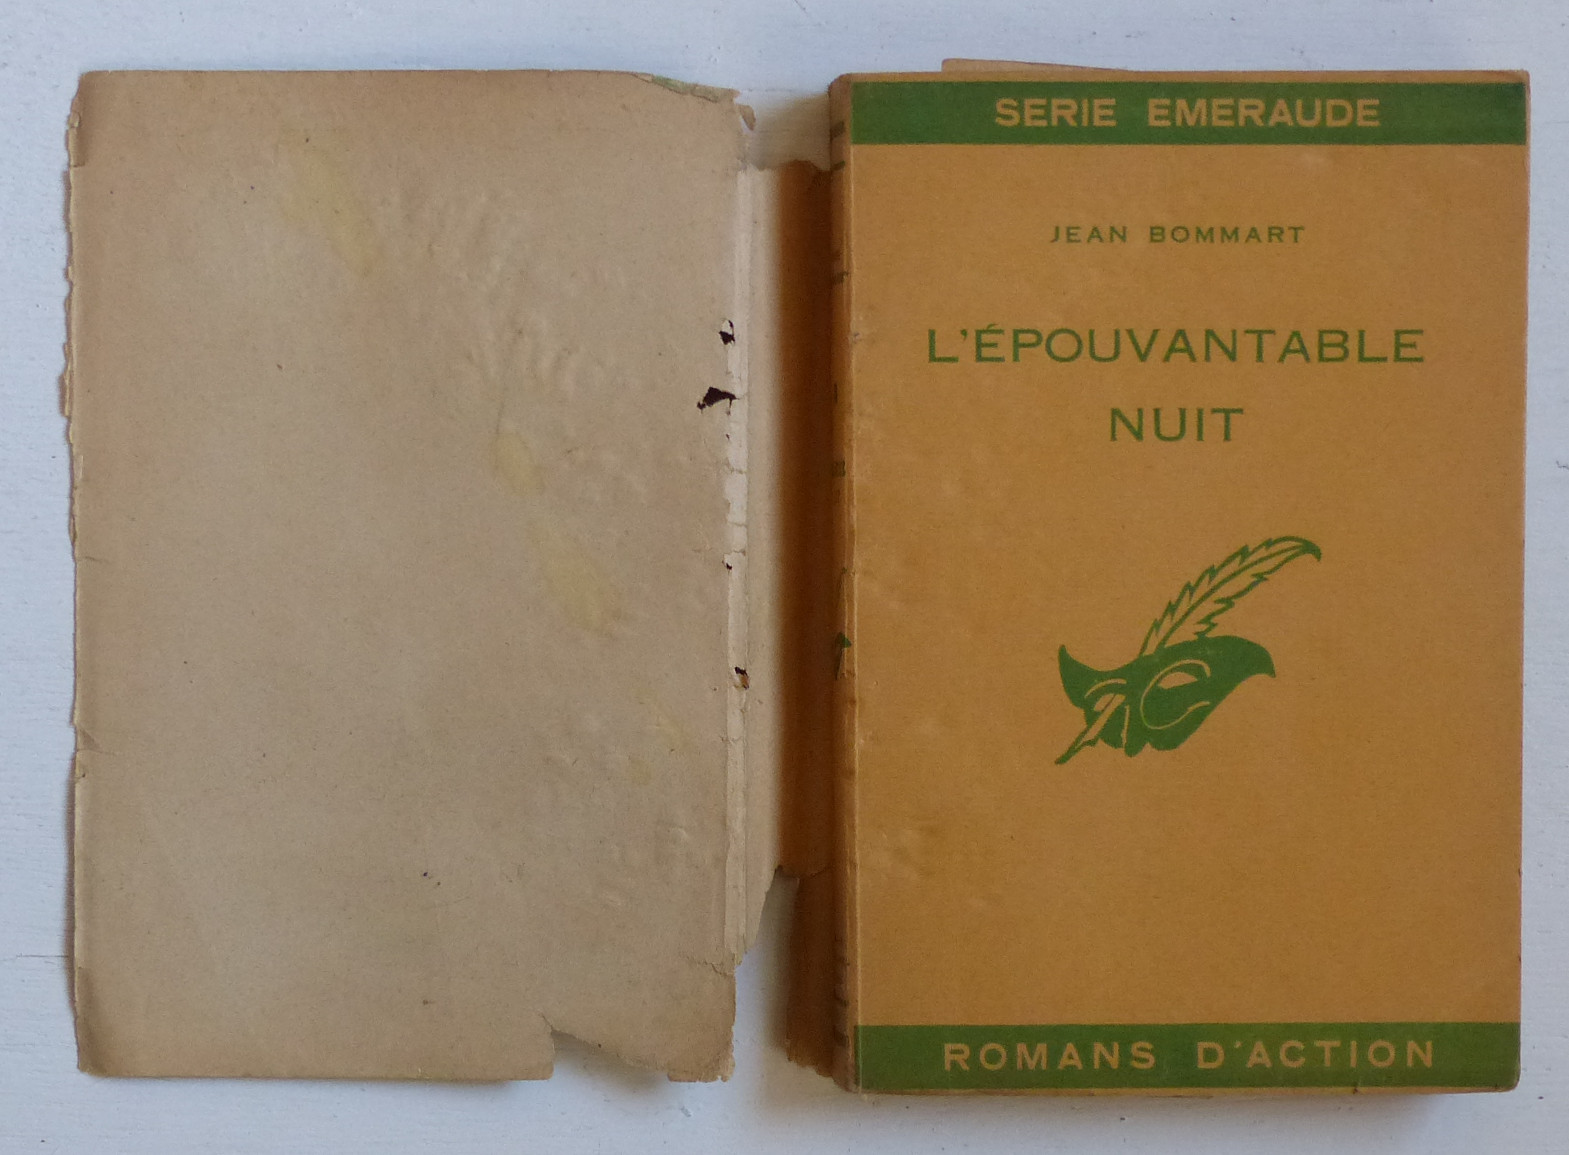 SERIE EMERAUDE
JEAN BOMMART
L'ÉPOUVANTABLE
NUIT
ROMANS D'ACTION